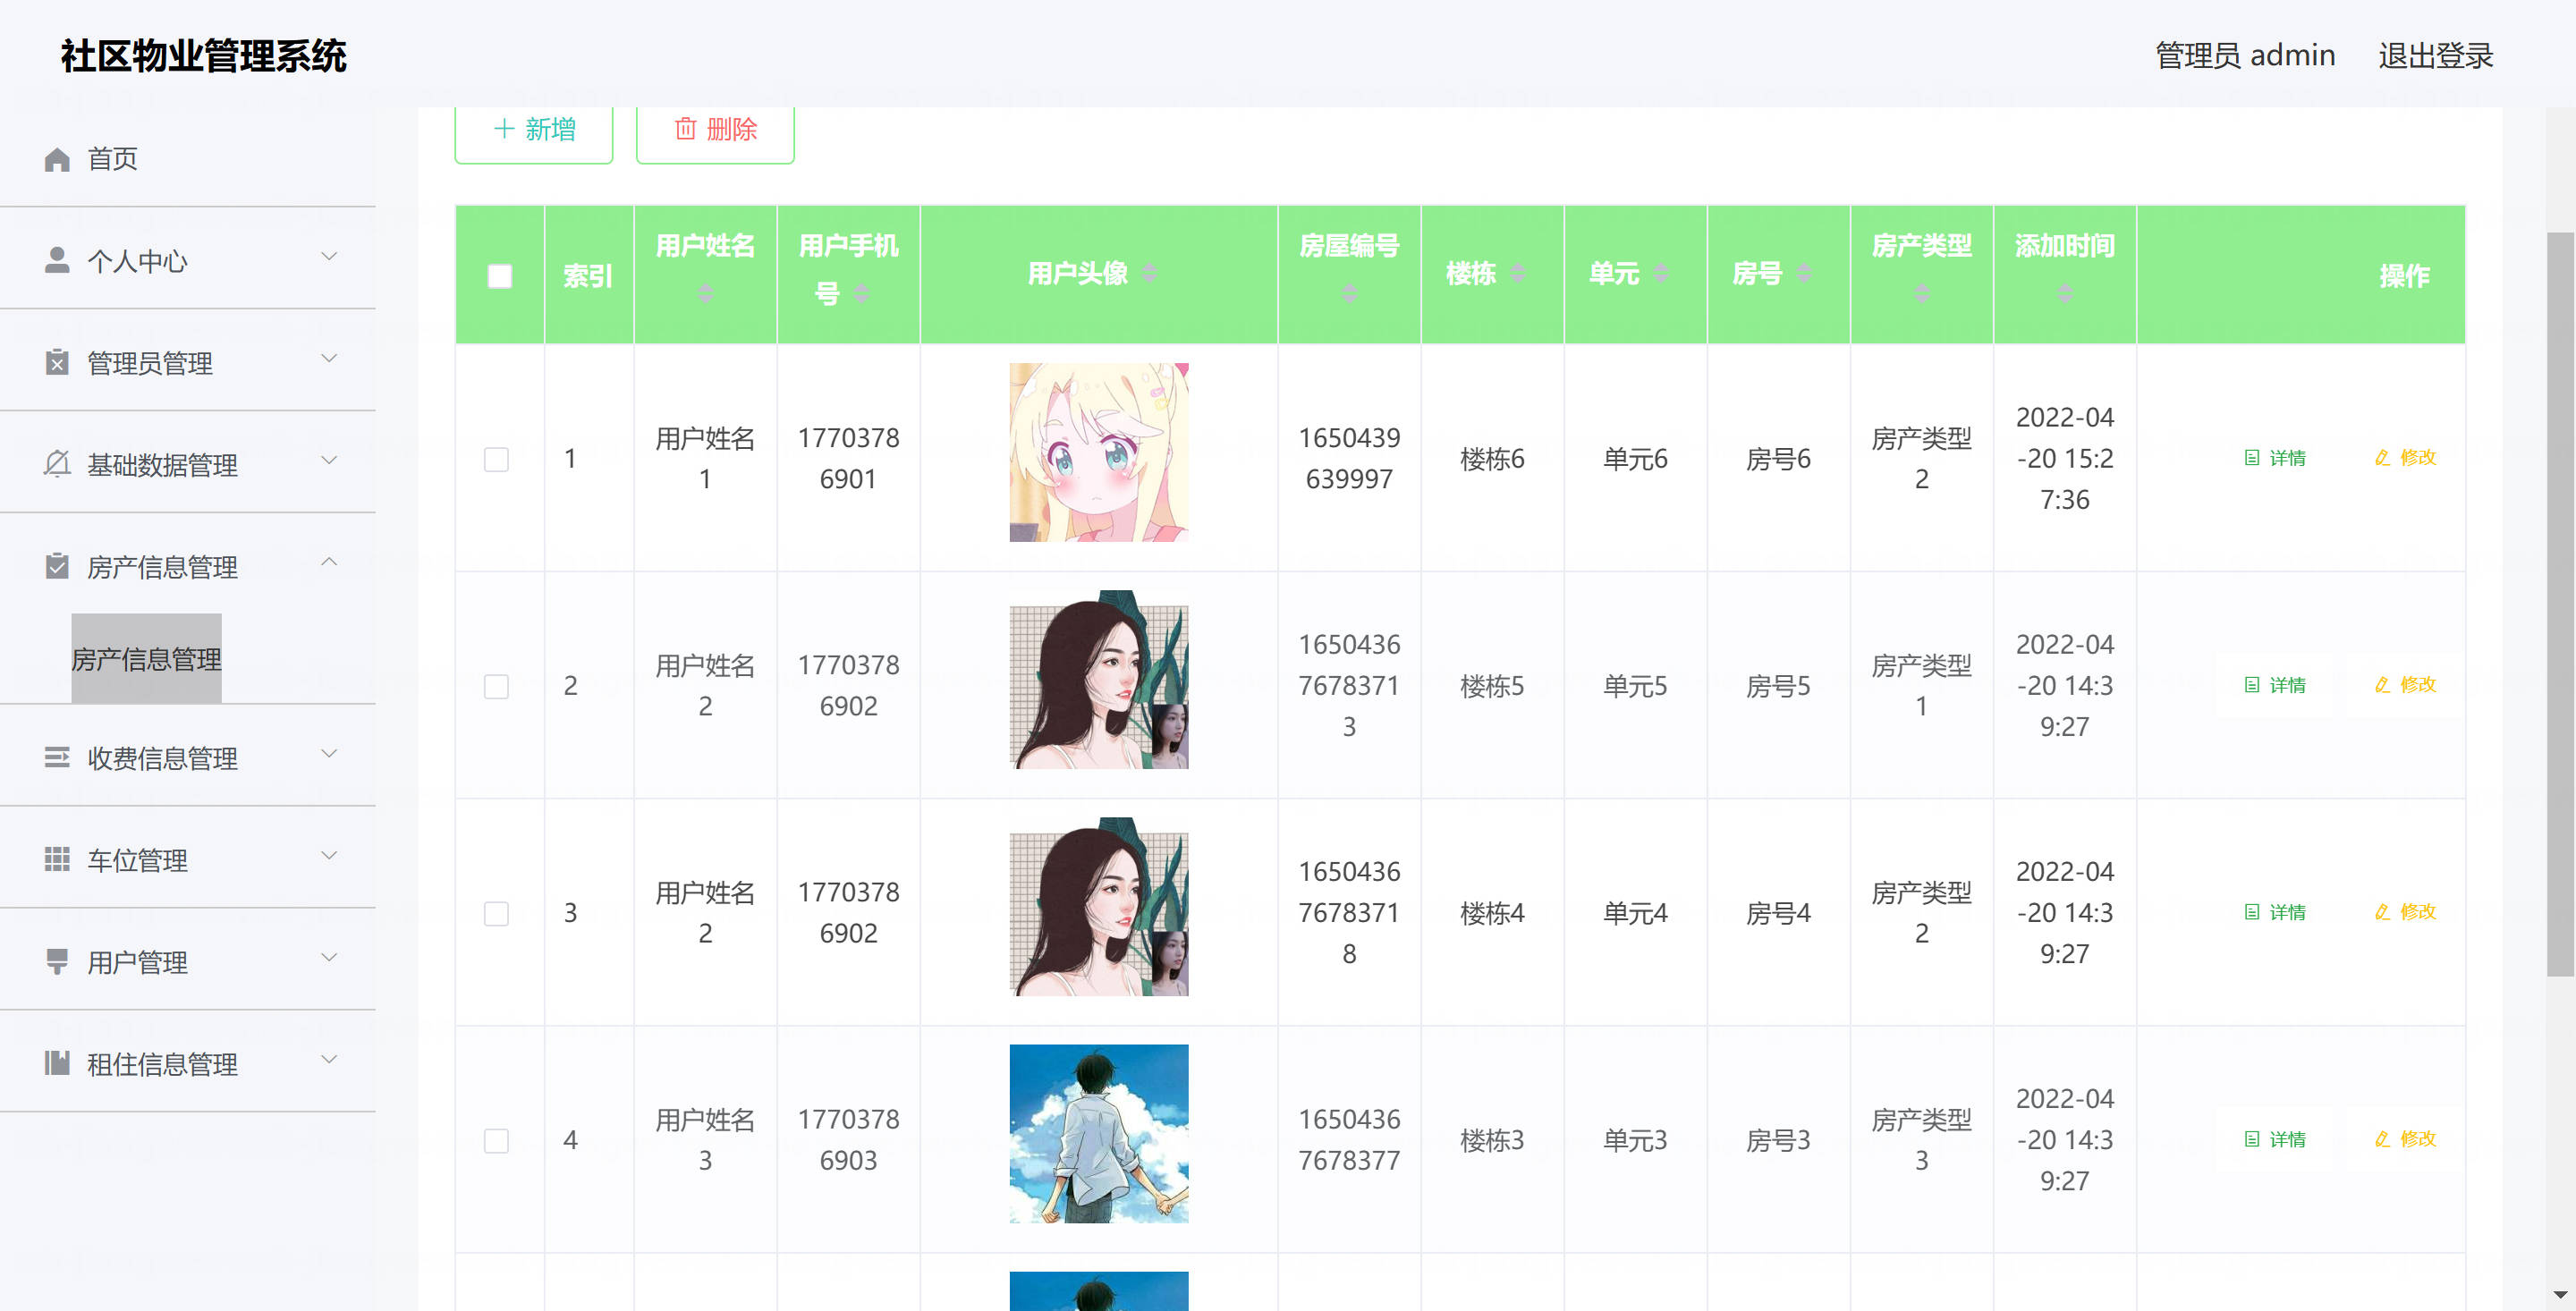 社区物业管理系统
管理员 admin 退出登录
首页
个人中心
管理员管理
基础数据管理
房产信息管理
房产信息管理
收费信息管理
车位管理
用户管理
租住信息管理
新增 删除
索引 用户姓名 用户手机号 用户头像 房屋编号 楼栋 单元 房号 房产类型 添加时间 操作
1 用户姓名1 17703786901 1650439639997 楼栋6 单元6 房号6 房产类型2 2022-04-20 15:27:36 详情 修改
2 用户姓名2 17703786902 165043676783713 楼栋5 单元5 房号5 房产类型1 2022-04-20 14:39:27 详情 修改
3 用户姓名2 17703786902 165043676783718 楼栋4 单元4 房号4 房产类型2 2022-04-20 14:39:27 详情 修改
4 用户姓名3 17703786903 16504367678377 楼栋3 单元3 房号3 房产类型3 2022-04-20 14:39:27 详情 修改